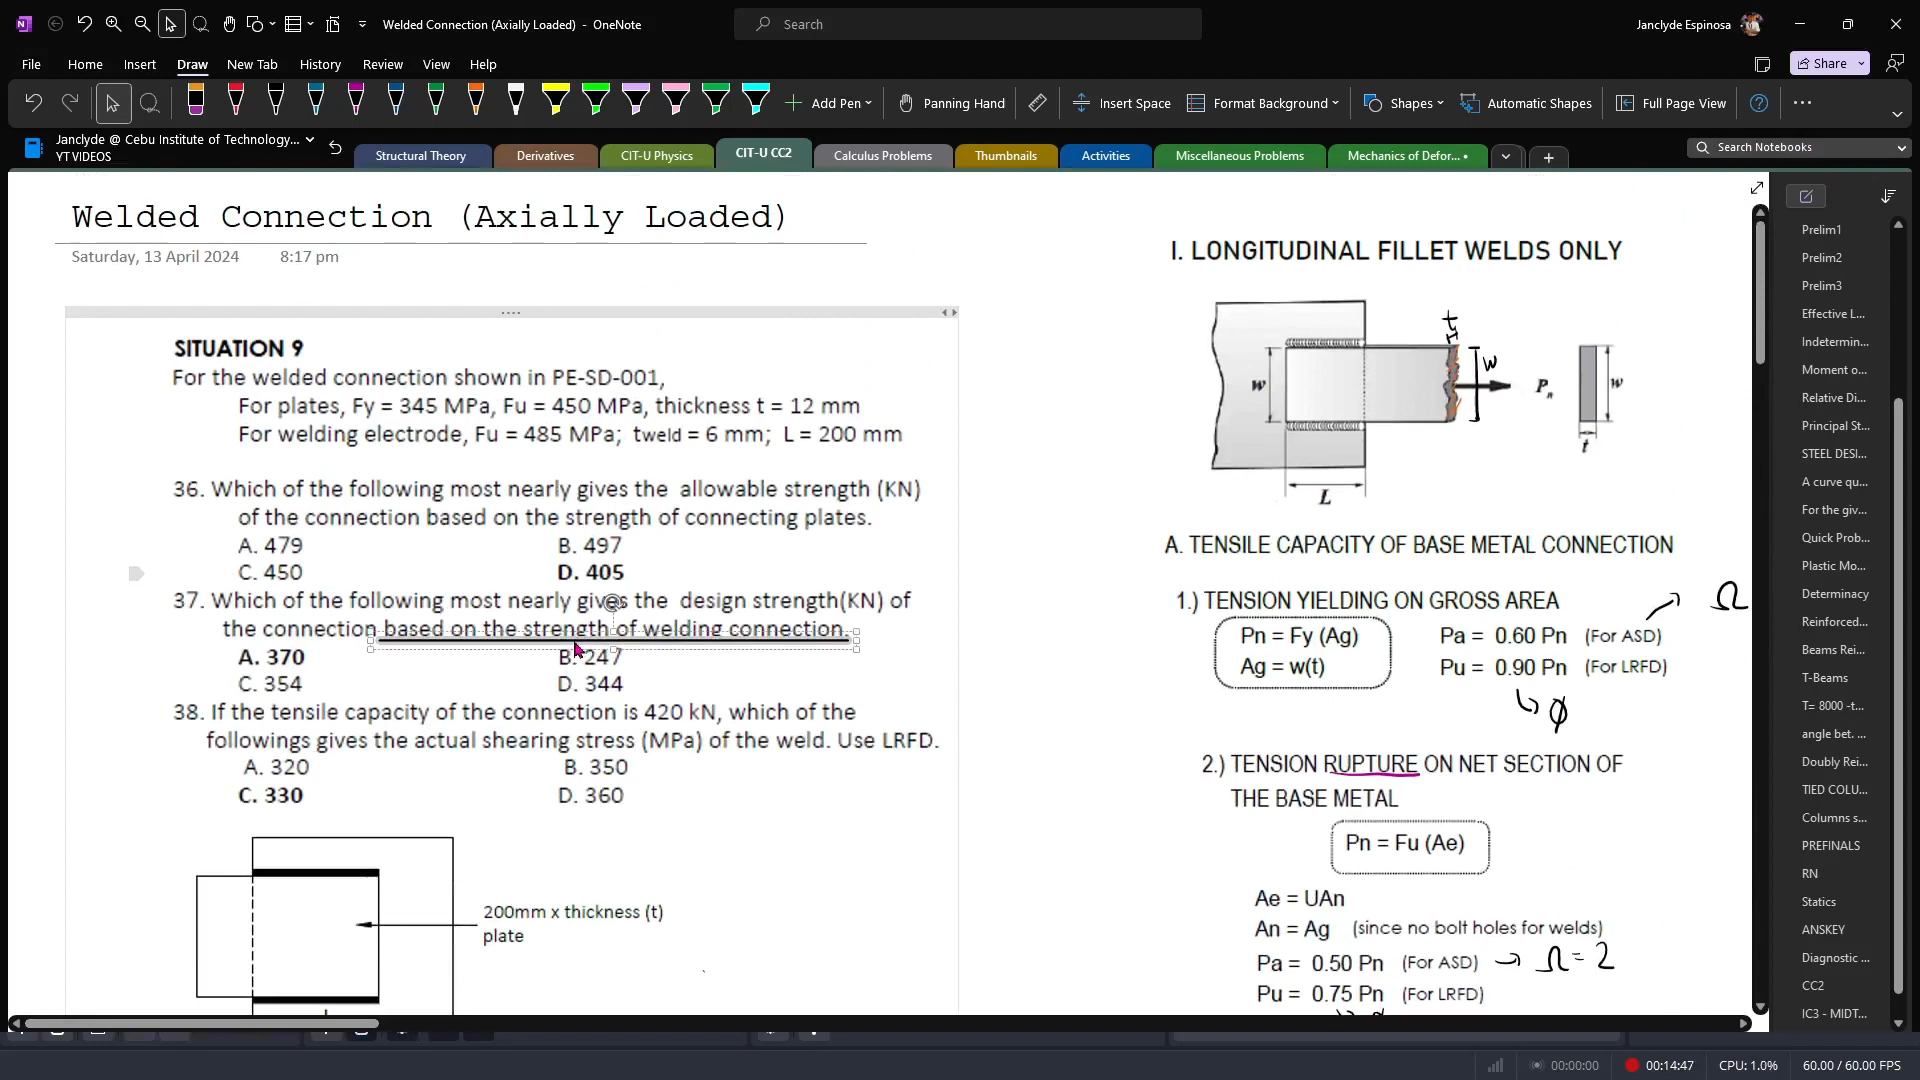 Welded Connection (Axially Loaded) - OneNote
Search
Janclyde Espinosa
File Home Insert Draw New Tab History Review View Help
Share
Add Pen Panning Hand Insert Space Format Background Shapes Automatic Shapes Full Page View
Janclyde @ Cebu Institute of Technology...
YT VIDEOS
Structural Theory Derivatives CIT-U Physics CIT-U CC2 Calculus Problems Thumbnails Activities Miscellaneous Problems Mechanics of Defor... •
Search Notebooks
Welded Connection (Axially Loaded)
Saturday, 13 April 2024 8:17 pm
SITUATION 9
For the welded connection shown in PE-SD-001,
For plates, Fy = 345 MPa, Fu = 450 MPa, thickness t = 12 mm
For welding electrode, Fu = 485 MPa; tweld = 6 mm; L = 200 mm
36. Which of the following most nearly gives the allowable strength (KN)
of the connection based on the strength of connecting plates.
A. 479 B. 497
C. 450 D. 405
37. Which of the following most nearly gives the design strength(KN) of
the connection based on the strength of welding connection.
A. 370 B. 247
C. 354 D. 344
38. If the tensile capacity of the connection is 420 kN, which of the
followings gives the actual shearing stress (MPa) of the weld. Use LRFD.
A. 320 B. 350
C. 330 D. 360
200mm x thickness (t)
plate
I. LONGITUDINAL FILLET WELDS ONLY
t
w w Pn w
t
L
A. TENSILE CAPACITY OF BASE METAL CONNECTION
1.) TENSION YIELDING ON GROSS AREA
Ω
Pn = Fy (Ag) Pa = 0.60 Pn (For ASD)
Ag = w(t) Pu = 0.90 Pn (For LRFD)
ϕ
2.) TENSION RUPTURE ON NET SECTION OF
THE BASE METAL
Pn = Fu (Ae)
Ae = UAn
An = Ag (since no bolt holes for welds)
Pa = 0.50 Pn (For ASD) → Ω = 2
Pu = 0.75 Pn (For LRFD)
Prelim1
Prelim2
Prelim3
Effective L...
Indetermin...
Moment o...
Relative Di...
Principal St...
STEEL DESI...
A curve qu...
For the giv...
Quick Prob...
Plastic Mo...
Determinacy
Reinforced...
Beams Rei...
T-Beams
T= 8000 -t...
angle bet. ...
Doubly Rei...
TIED COLU...
Columns s...
PREFINALS
RN
Statics
ANSKEY
Diagnostic ...
CC2
IC3 - MIDT...
00:00:00 00:14:47 CPU: 1.0% 60.00 / 60.00 FPS